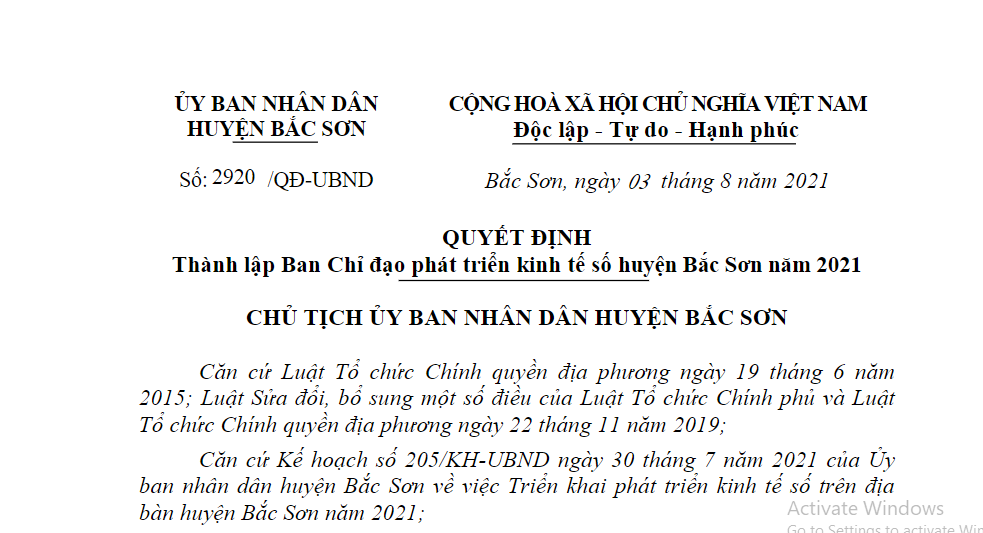 ỦY BAN NHÂN DÂN
HUYỆN BẮC SƠN
CỘNG HOÀ XÃ HỘI CHỦ NGHĨA VIỆT NAM
Độc lập - Tự do - Hạnh phúc
Số: 2920 /QĐ-UBND
Bắc Sơn, ngày 03 tháng 8 năm 2021
QUYẾT ĐỊNH
Thành lập Ban Chỉ đạo phát triển kinh tế số huyện Bắc Sơn năm 2021
CHỦ TỊCH ỦY BAN NHÂN DÂN HUYỆN BẮC SƠN
Căn cứ Luật Tổ chức Chính quyền địa phương ngày 19 tháng 6 năm
2015; Luật Sửa đổi, bổ sung một số điều của Luật Tổ chức Chính phủ và Luật
Tổ chức Chính quyền địa phương ngày 22 tháng 11 năm 2019;
Căn cứ Kế hoạch số 205/KH-UBND ngày 30 tháng 7 năm 2021 của Ủy
ban nhân dân huyện Bắc Sơn về việc Triển khai phát triển kinh tế số trên địa
bàn huyện Bắc Sơn năm 2021;
Activate Windows
Go to Settings to activate Win